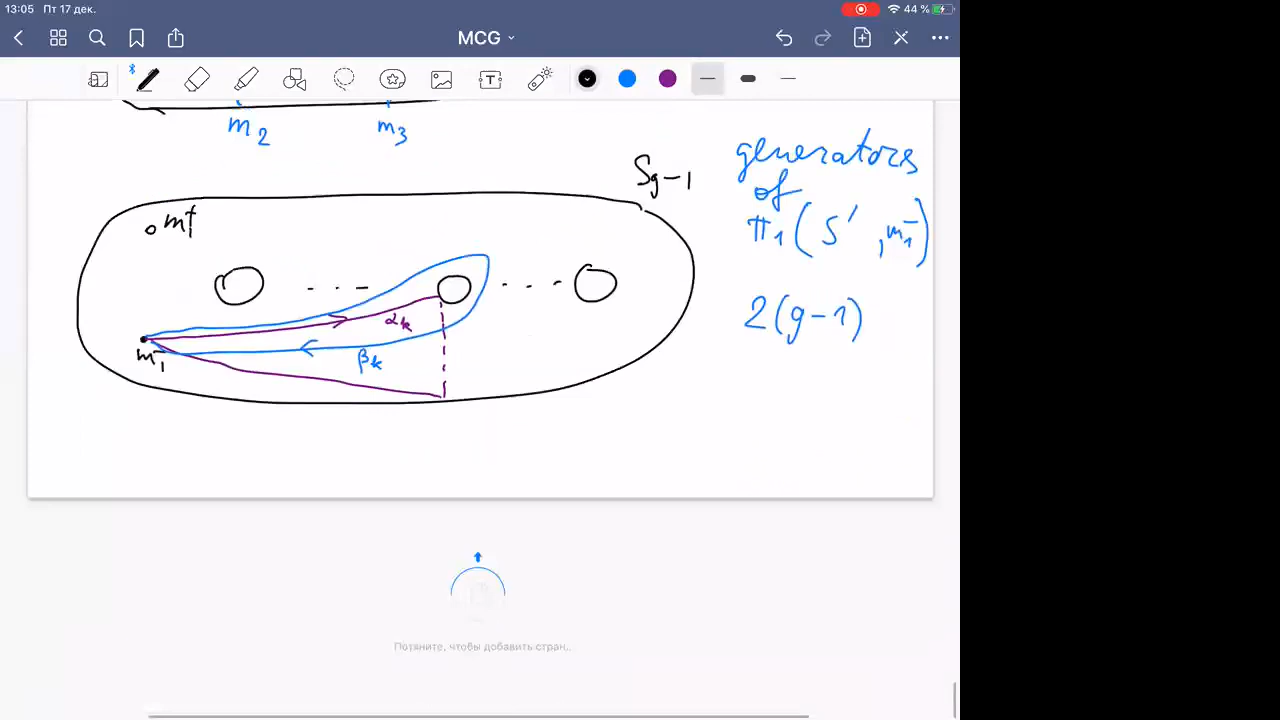 13:05 Пт 17 дек.
44 %
MCG
m2
m3
Sg-1
generators
of
π1(S', m1⁻)
2(g-1)
m1⁺
αk
βk
m1⁻
Потяните, чтобы добавить стран..